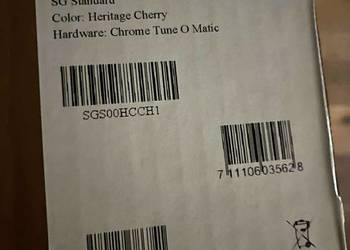 SG Standard
Color: Heritage Cherry
Hardware: Chrome Tune O Matic
SGS00HCCH1
7 11106 03562 8